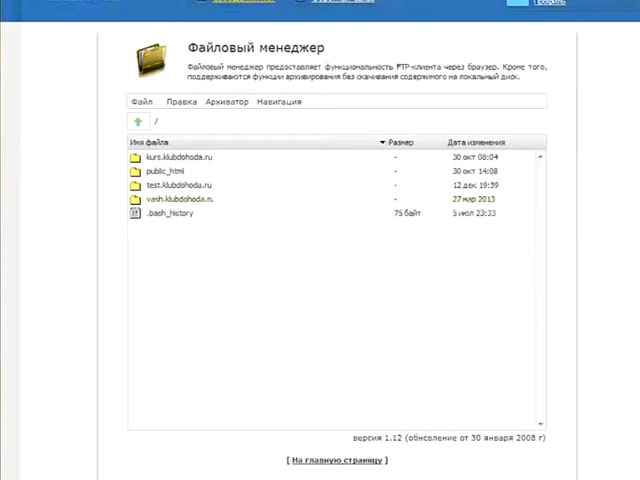 Профиль
Файловый менеджер
Файловый менеджер предоставляет функциональность FTP-клиента через браузер. Кроме того,
поддерживаются функции архивирования без скачивания содержимого на локальный диск.
Файл Правка Архиватор Навигация
/
Имя файла Размер Дата изменения
kurs.klubdohoda.ru - 30 окт 08:04
public_html - 30 окт 14:08
test.klubdohoda.ru - 12 дек 19:39
vash.klubdohoda.ru - 27 мар 2013
.bash_history 75 байт 5 июл 23:33
версия 1.12 (обновление от 30 января 2008 г)
[ На главную страницу ]